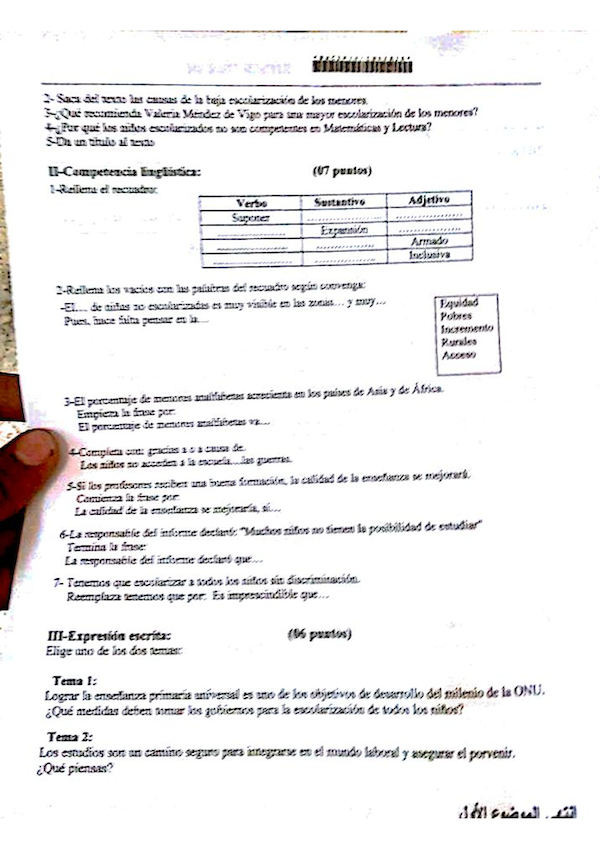 2- Saca del texto las causas de la baja escolarización de los menores.
3-¿Qué recomienda Valeria Méndez de Vigo para una mayor escolarización de los menores?
4-¿Por qué los niños escolarizados no son competentes en Matemáticas y Lectura?
5-Da un título al texto
II-Competencia lingüística: (07 puntos)
1-Rellena el recuadro:
Verbo Sustantivo Adjetivo
Suponer .................... ....................
.................... Expansión ....................
.................... .................... Armado
.................... .................... Inclusiva
2-Rellena los vacíos con las palabras del recuadro según convenga:
-El.... de niñas no escolarizadas es muy visible en las zonas.... y muy....
Pues, hace falta pensar en la....
Equidad
Pobres
Incremento
Rurales
Acceso
3-El porcentaje de menores analfabetas acrecienta en los países de Asia y de África.
Empieza la frase por:
El porcentaje de menores analfabetas va....
4-Completa con: gracias a o a causa de.
Los niños no acceden a la escuela....las guerras.
5-Si los profesores reciben una buena formación, la calidad de la enseñanza se mejorará.
Comienza la frase por:
La calidad de la enseñanza se mejoraría, si....
6-La responsable del informe declaró: "Muchos niños no tienen la posibilidad de estudiar"
Termina la frase:
La responsable del informe declaró que....
7- Tenemos que escolarizar a todos los niños sin discriminación.
Reemplaza tenemos que por: Es imprescindible que....
III-Expresión escrita: (06 puntos)
Elige uno de los dos temas:
Tema 1:
Lograr la enseñanza primaria universal es uno de los objetivos de desarrollo del milenio de la ONU.
¿Qué medidas deben tomar los gobiernos para la escolarización de todos los niños?
Tema 2:
Los estudios son un camino seguro para integrarse en el mundo laboral y asegurar el porvenir.
¿Qué piensas?
انتهى الموضوع الأول